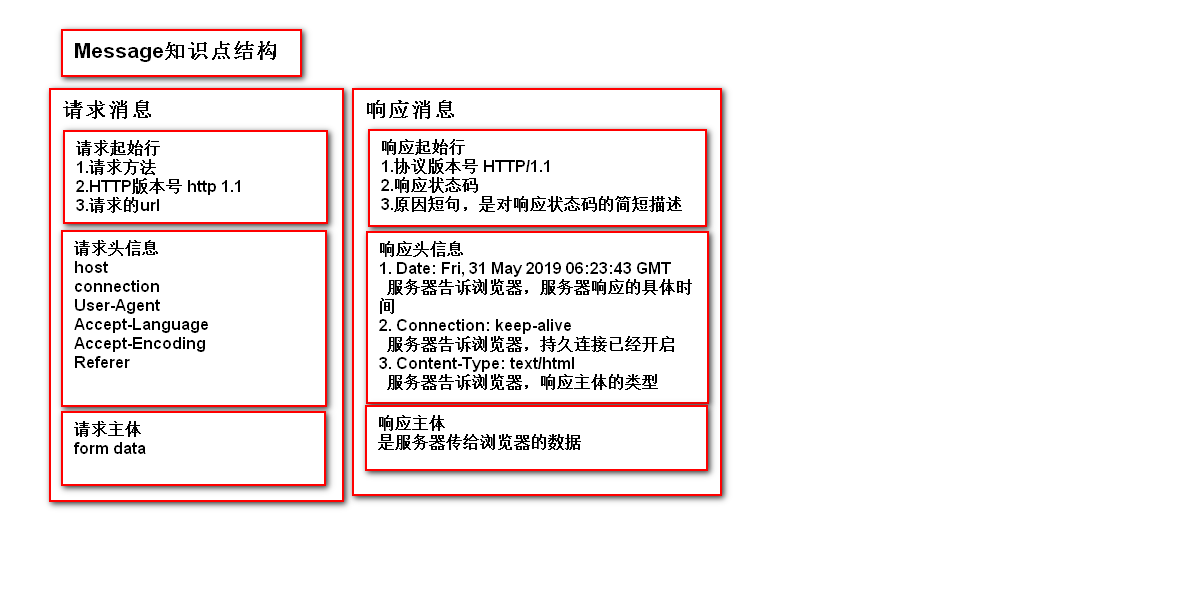 Message知识点结构
请求消息
请求起始行
1.请求方法
2.HTTP版本号 http 1.1
3.请求的url
请求头信息
host
connection
User-Agent
Accept-Language
Accept-Encoding
Referer
请求主体
form data
响应消息
响应起始行
1.协议版本号 HTTP/1.1
2.响应状态码
3.原因短句，是对响应状态码的简短描述
响应头信息
1. Date: Fri, 31 May 2019 06:23:43 GMT
服务器告诉浏览器，服务器响应的具体时
间
2. Connection: keep-alive
服务器告诉浏览器，持久连接已经开启
3. Content-Type: text/html
服务器告诉浏览器，响应主体的类型
响应主体
是服务器传给浏览器的数据